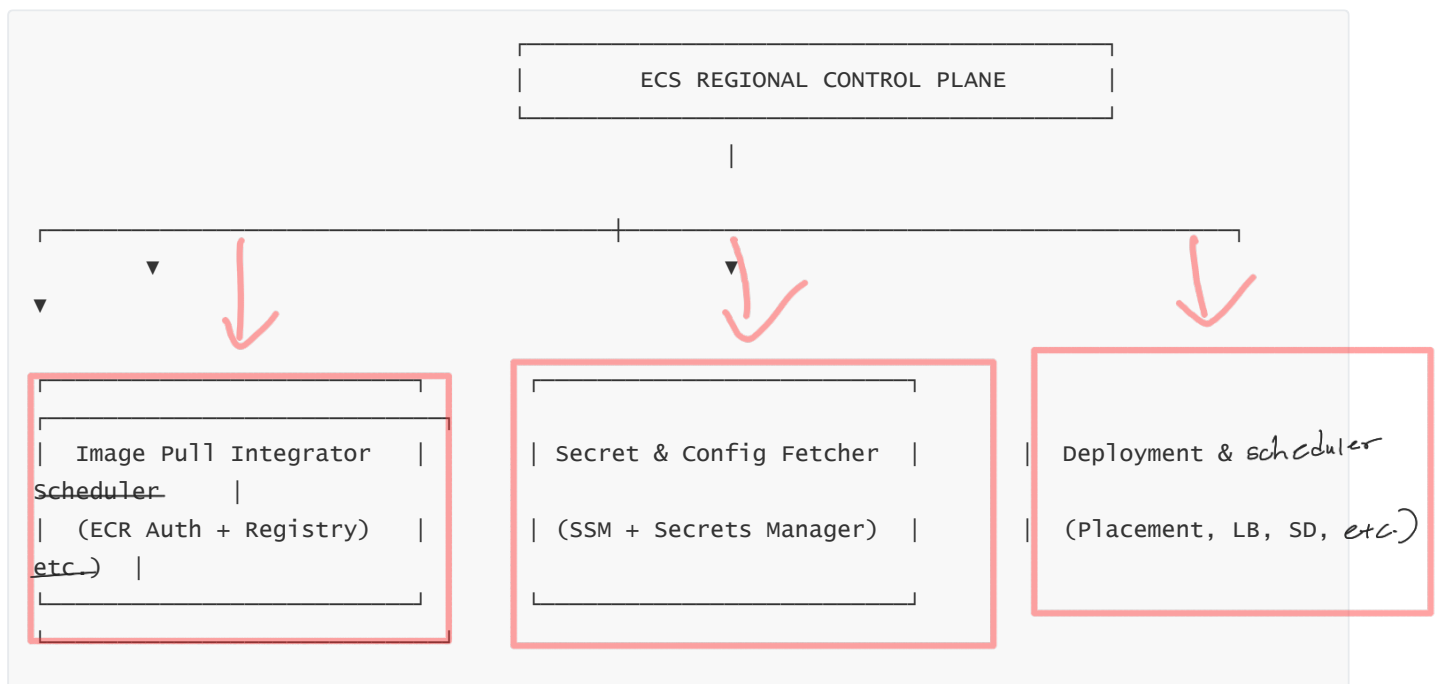 ECS REGIONAL CONTROL PLANE
Image Pull Integrator
Secret & Config Fetcher
Deployment & scheduler
Scheduler
(ECR Auth + Registry)
(SSM + Secrets Manager)
(Placement, LB, SD, etc.)
etc.)